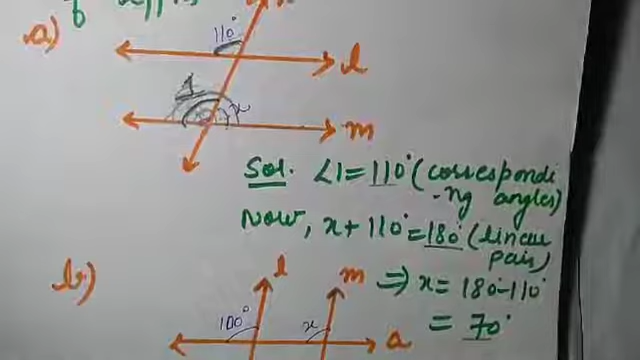 a)
110°
l
1
x
m
Sol. ∠1 = 110° (correspondi
-ng angles)
Now, x + 110° = 180° (linear
pair)
⇒ x = 180° - 110°
= 70°
b)
l
m
100°
x
a